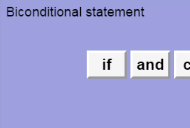 Biconditional statement
if and